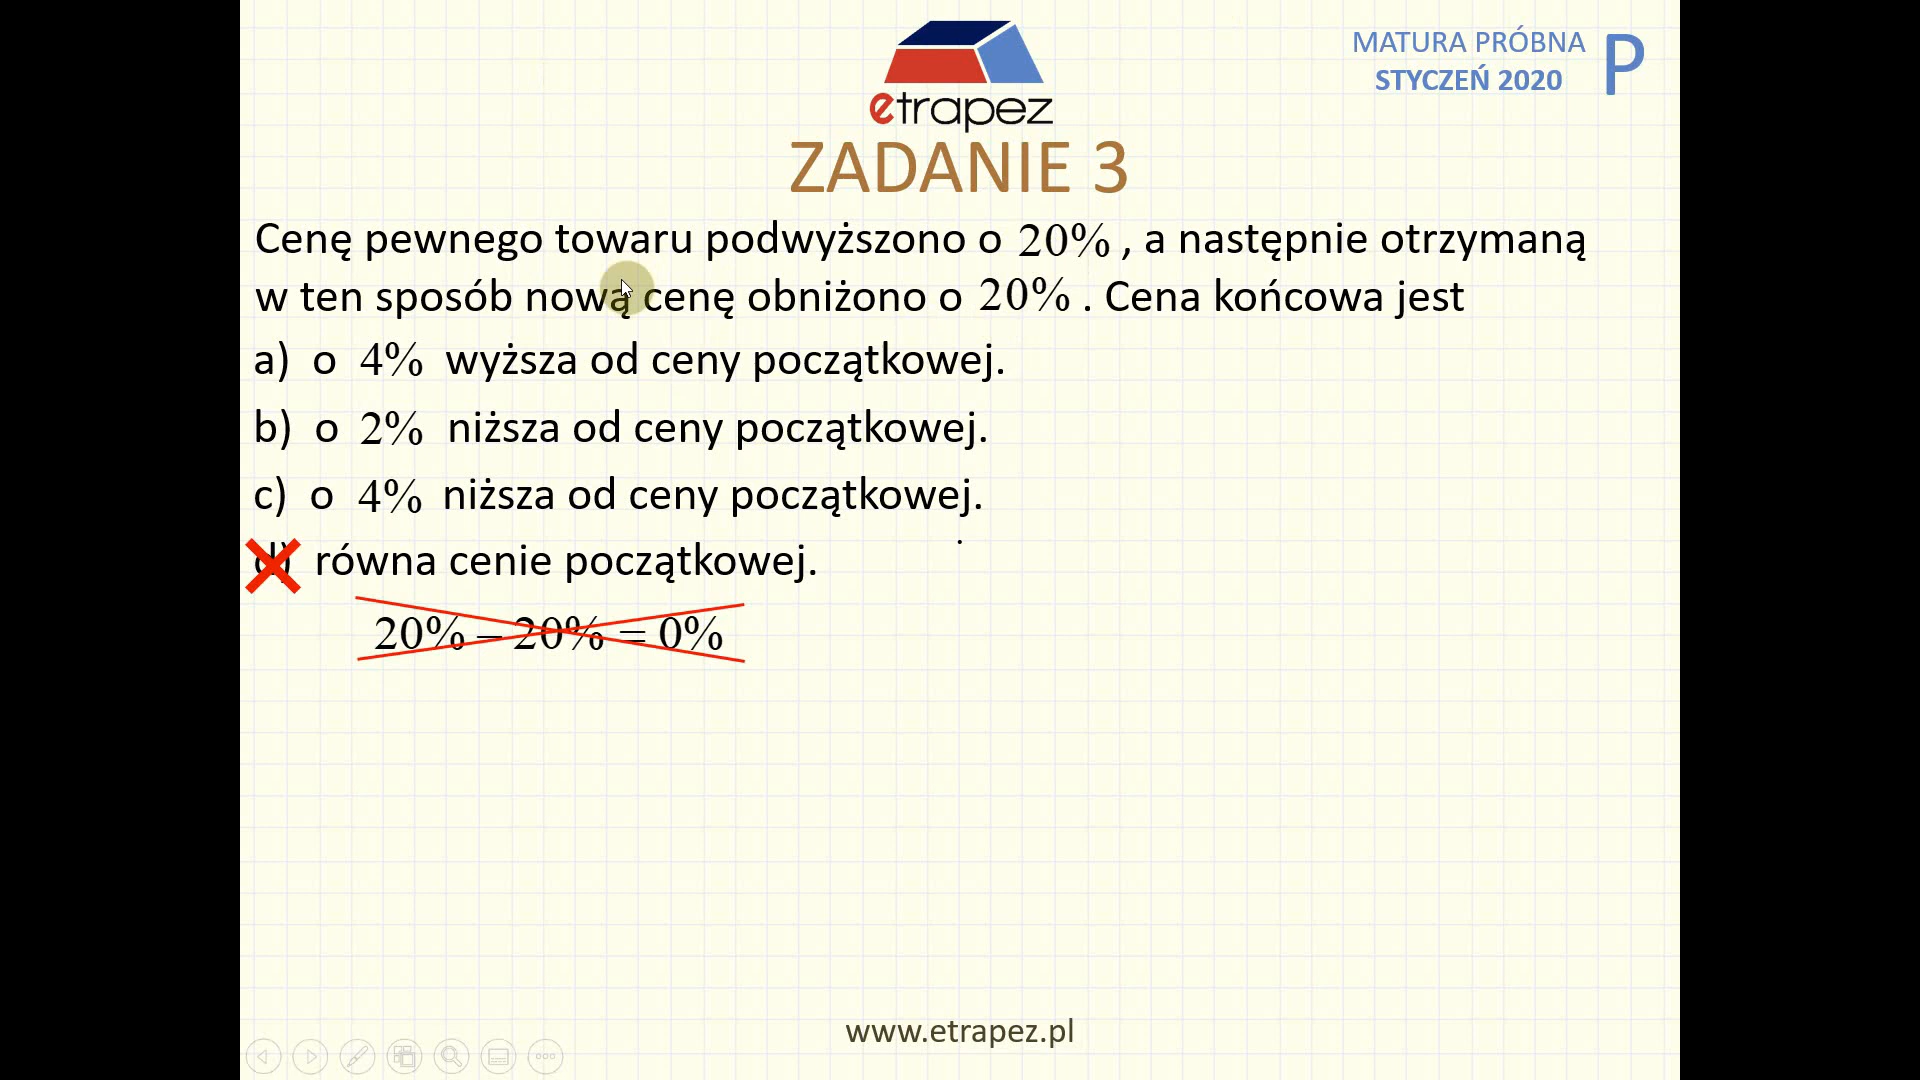 etrapez
MATURA PRÓBNA
STYCZEŃ 2020
P
ZADANIE 3
Cenę pewnego towaru podwyższono o 20% , a następnie otrzymaną
w ten sposób nową cenę obniżono o 20% . Cena końcowa jest
a) o 4% wyższa od ceny początkowej.
b) o 2% niższa od ceny początkowej.
c) o 4% niższa od ceny początkowej.
d) równa cenie początkowej.
20% – 20% = 0%
www.etrapez.pl